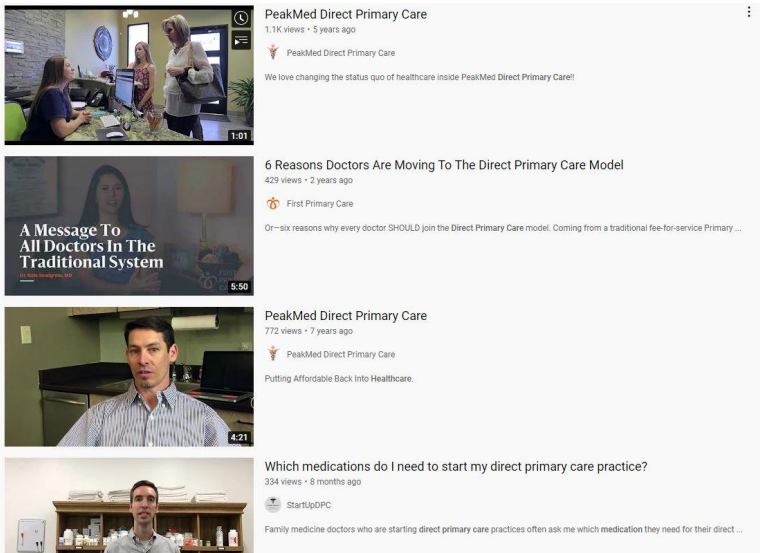 PeakMed Direct Primary Care
1.1K views • 5 years ago
PeakMed Direct Primary Care
We love changing the status quo of healthcare inside PeakMed Direct Primary Care!!
1:01
6 Reasons Doctors Are Moving To The Direct Primary Care Model
429 views • 2 years ago
First Primary Care
Or—six reasons why every doctor SHOULD join the Direct Primary Care model. Coming from a traditional fee-for-service Primary ...
A Message To
All Doctors In The
Traditional System
5:50
PeakMed Direct Primary Care
772 views • 7 years ago
PeakMed Direct Primary Care
Putting Affordable Back Into Healthcare.
4:21
Which medications do I need to start my direct primary care practice?
334 views • 8 months ago
StartUpDPC
Family medicine doctors who are starting direct primary care practices often ask me which medication they need for their direct ...